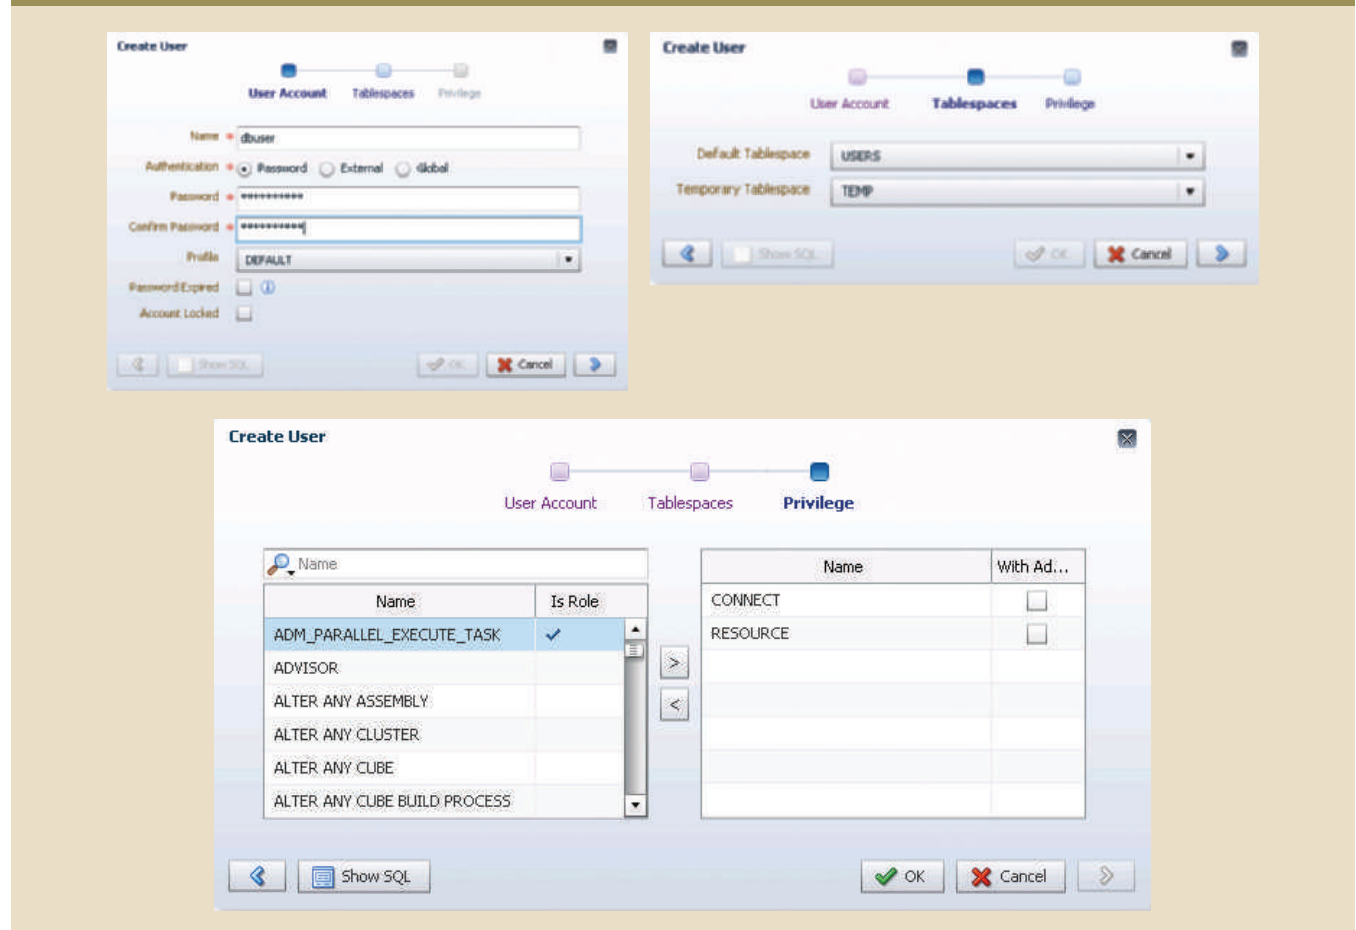 Create User
User Account Tablespaces Privilege
Name * dbuser
Authentication * Password External Global
Password * **********
Confirm Password * **********
Profile DEFAULT
Password Expired
Account Locked
Show SQL OK Cancel
Create User
User Account Tablespaces Privilege
Default Tablespace USERS
Temporary Tablespace TEMP
Show SQL OK Cancel
Create User
User Account Tablespaces Privilege
Name
Name Is Role
ADM_PARALLEL_EXECUTE_TASK
ADVISOR
ALTER ANY ASSEMBLY
ALTER ANY CLUSTER
ALTER ANY CUBE
ALTER ANY CUBE BUILD PROCESS
>
<
Name With Ad...
CONNECT
RESOURCE
Show SQL OK Cancel